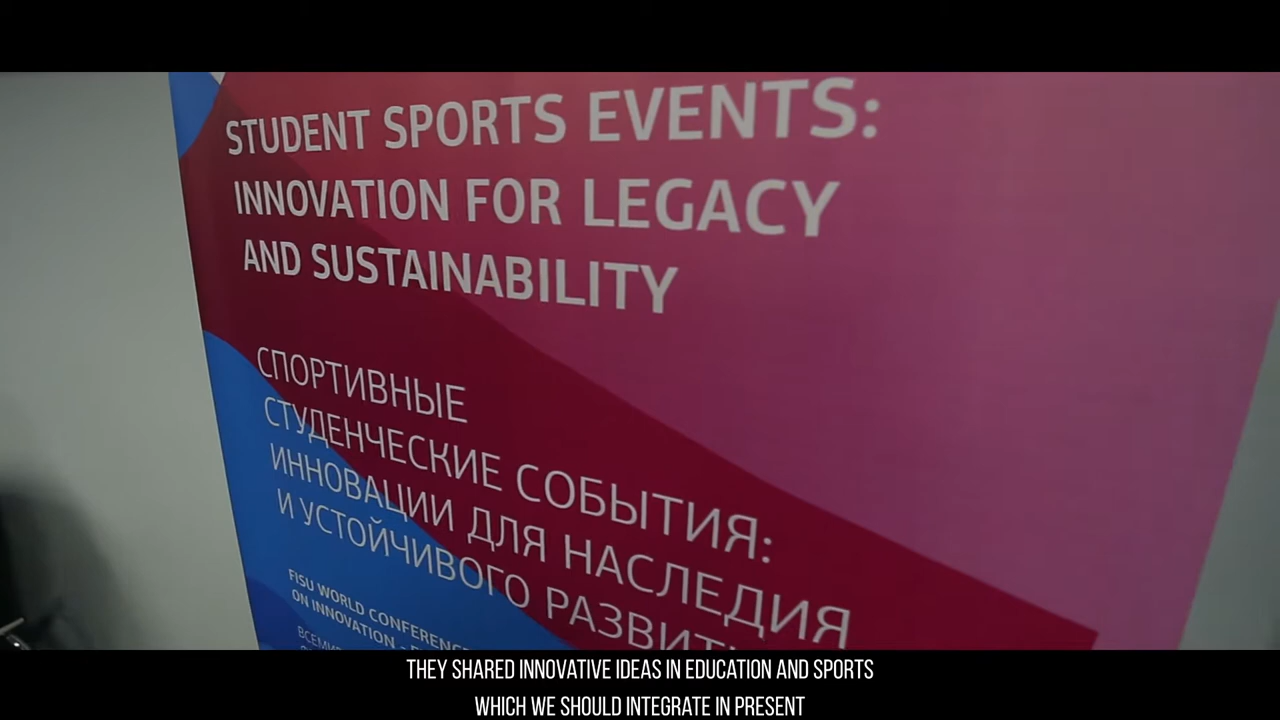 STUDENT SPORTS EVENTS:
INNOVATION FOR LEGACY
AND SUSTAINABILITY
СПОРТИВНЫЕ
СТУДЕНЧЕСКИЕ СОБЫТИЯ:
ИННОВАЦИИ ДЛЯ НАСЛЕДИЯ
И УСТОЙЧИВОГО
FISU WORLD CONFERENCE
ON INNOVATION -
THEY SHARED INNOVATIVE IDEAS IN EDUCATION AND SPORTS
WHICH WE SHOULD INTEGRATE IN PRESENT